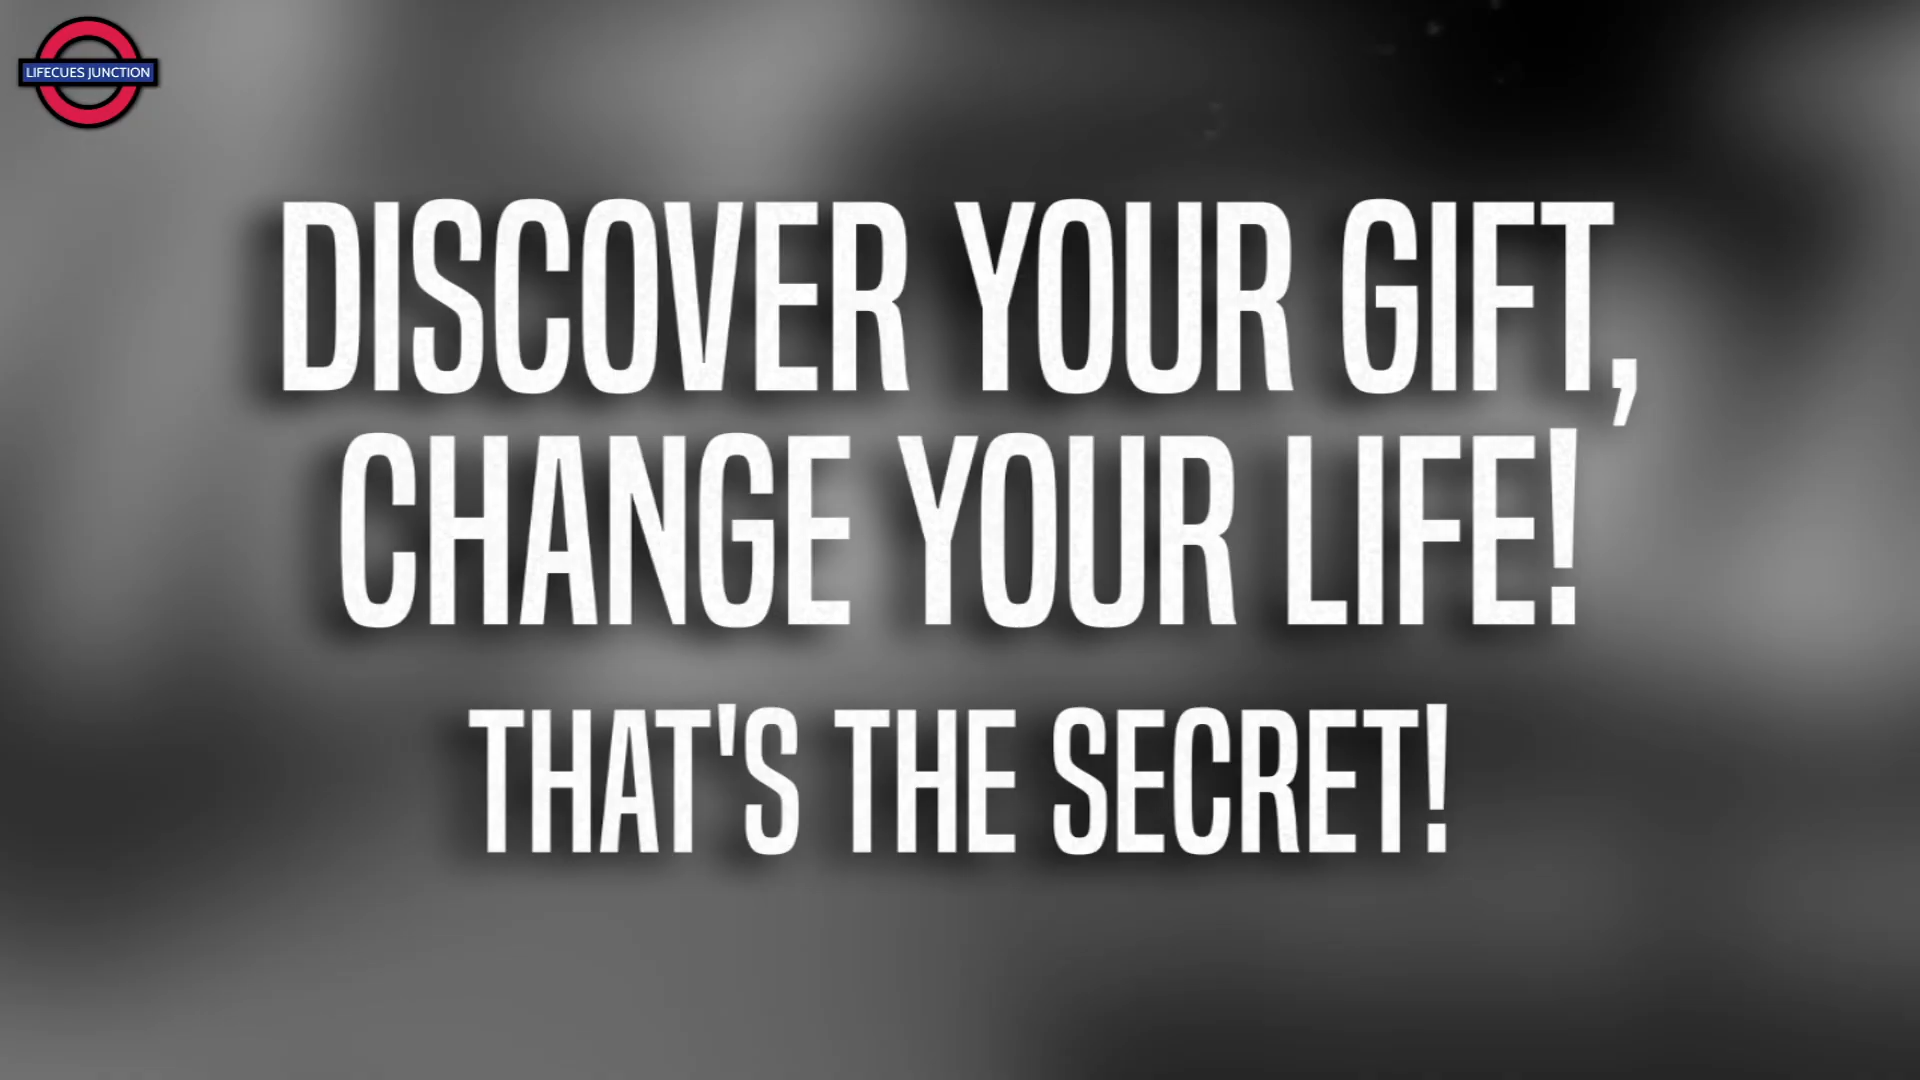 LIFECUES JUNCTION
DISCOVER YOUR GIFT,
CHANGE YOUR LIFE!
THAT'S THE SECRET!